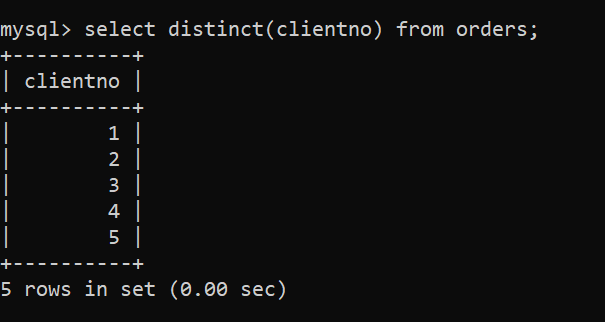 mysql> select distinct(clientno) from orders;
+----------+
| clientno |
+----------+
|        1 |
|        2 |
|        3 |
|        4 |
|        5 |
+----------+
5 rows in set (0.00 sec)